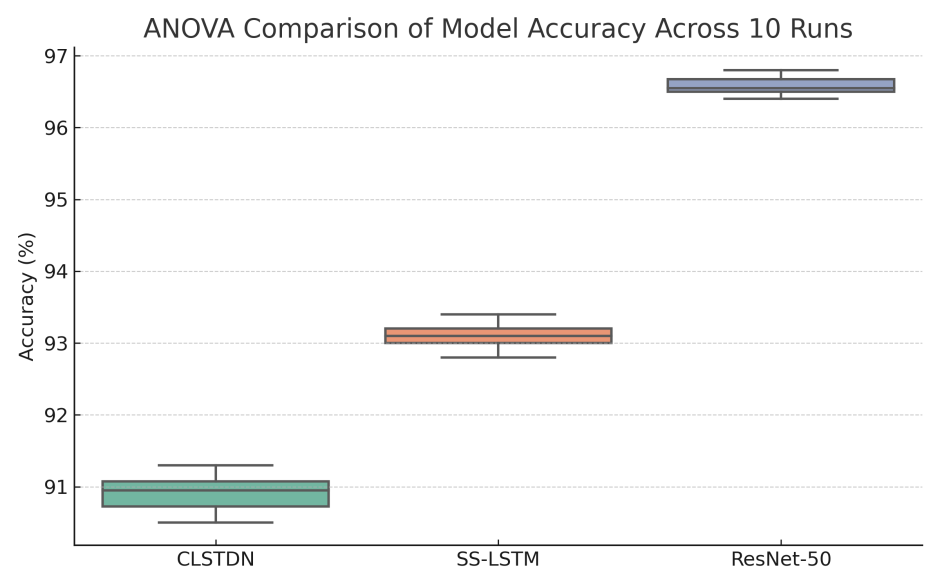 ANOVA Comparison of Model Accuracy Across 10 Runs
97
96
95
94
93
92
91
Accuracy (%)
CLSTDN
SS-LSTM
ResNet-50